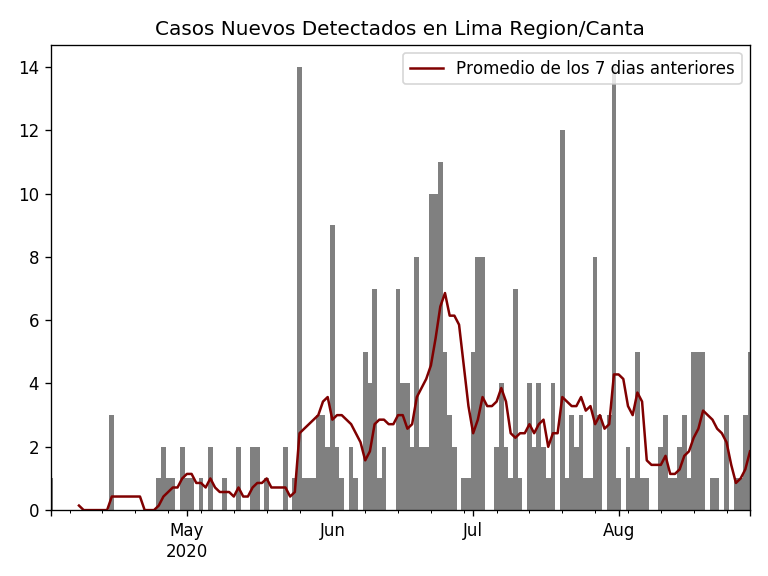 Casos Nuevos Detectados en Lima Region/Canta
Promedio de los 7 dias anteriores
14
12
10
8
6
4
2
0
May
2020
Jun
Jul
Aug